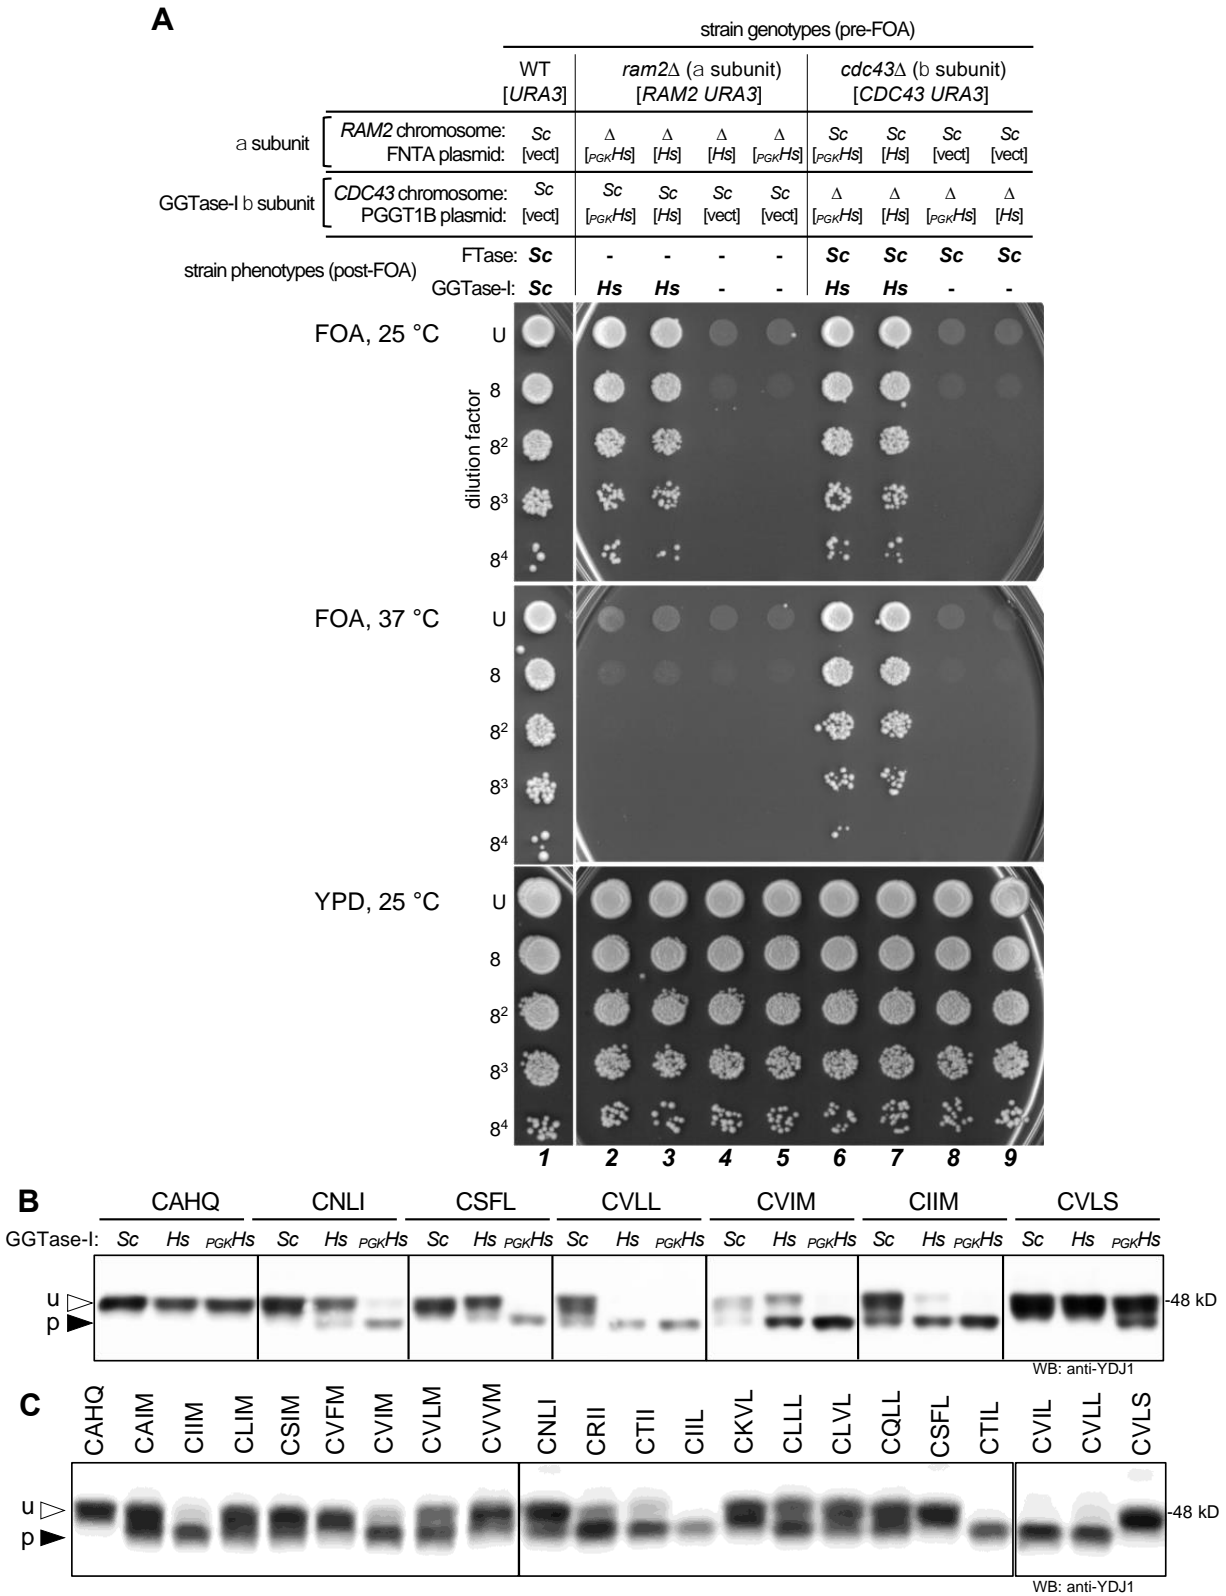 A
strain genotypes (pre-FOA)
WT ram2Δ (a subunit) cdc43Δ (b subunit)
[URA3] [RAM2 URA3] [CDC43 URA3]
a subunit
RAM2 chromosome: Sc Δ Δ Δ Δ Sc Sc Sc Sc
FNTA plasmid: [vect] [PGKHs] [Hs] [Hs] [PGKHs] [PGKHs] [Hs] [vect] [vect]
GGTase-I b subunit
CDC43 chromosome: Sc Sc Sc Sc Sc Δ Δ Δ Δ
PGGT1B plasmid: [vect] [PGKHs] [Hs] [vect] [vect] [PGKHs] [Hs] [PGKHs] [Hs]
strain phenotypes (post-FOA)
FTase: Sc - - - - Sc Sc Sc Sc
GGTase-I: Sc Hs Hs - - Hs Hs - -
FOA, 25 °C U
8
dilution factor
8²
8³
8⁴
FOA, 37 °C U
8
8²
8³
8⁴
YPD, 25 °C U
8
8²
8³
8⁴
1 2 3 4 5 6 7 8 9
B CAHQ CNLI CSFL CVLL CVIM CIIM CVLS
GGTase-I: Sc Hs PGKHs Sc Hs PGKHs Sc Hs PGKHs Sc Hs PGKHs Sc Hs PGKHs Sc Hs PGKHs Sc Hs PGKHs
u
-48 kD
p
WB: anti-YDJ1
C CAHQ CAIM CIIM CLIM CSIM CVFM CVIM CVLM CVVM CNLI CRII CTII CIIL CKVL CLLL CLVL CQLL CSFL CTIL CVIL CVLL CVLS
u
-48 kD
p
WB: anti-YDJ1